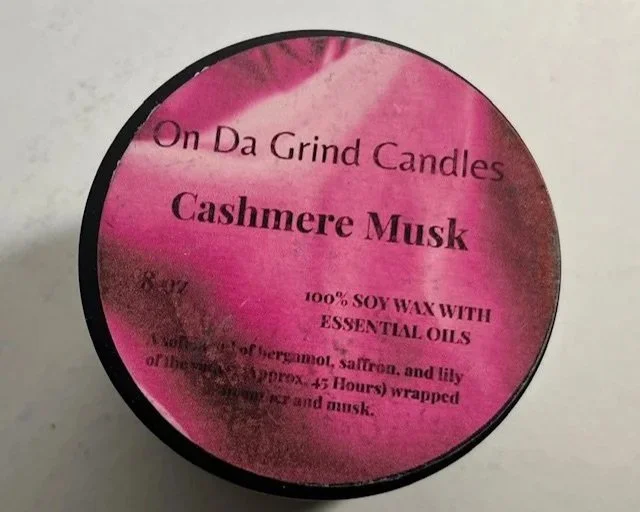 On Da Grind Candles
Cashmere Musk
8 oz
100% SOY WAX WITH
ESSENTIAL OILS
A soft of bergamot, saffron, and lily
of the (Approx. 45 Hours) wrapped
and musk.